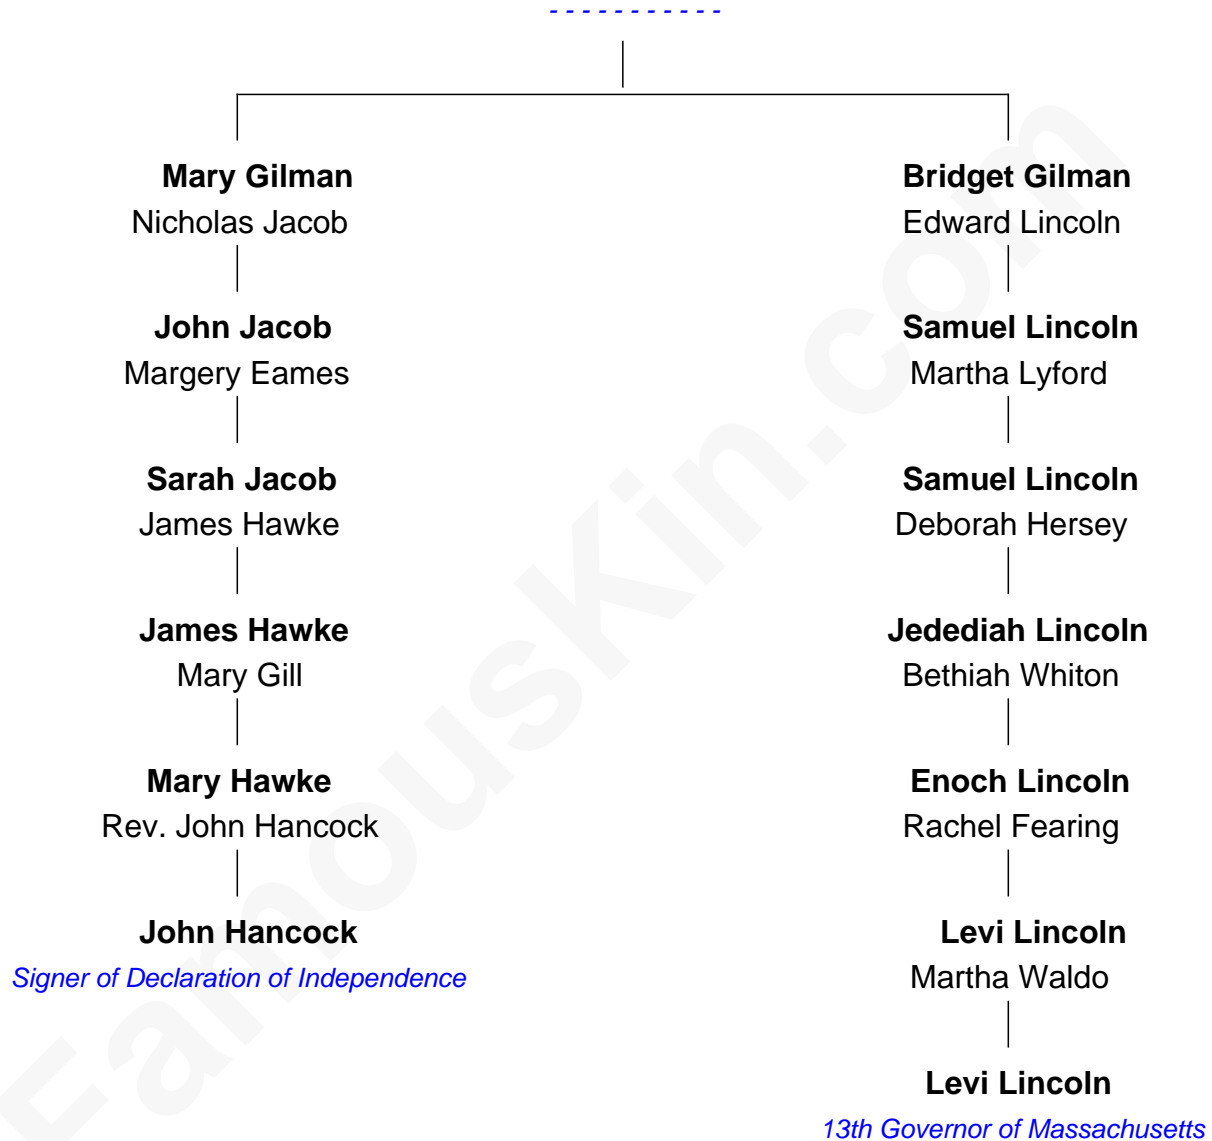 - - - - - - - - - - -
Mary Gilman
Nicholas Jacob
Bridget Gilman
Edward Lincoln
John Jacob
Margery Eames
Samuel Lincoln
Martha Lyford
Sarah Jacob
James Hawke
Samuel Lincoln
Deborah Hersey
James Hawke
Mary Gill
Jedediah Lincoln
Bethiah Whiton
Mary Hawke
Rev. John Hancock
Enoch Lincoln
Rachel Fearing
John Hancock
Signer of Declaration of Independence
Levi Lincoln
Martha Waldo
Levi Lincoln
13th Governor of Massachusetts
FamousKin.com